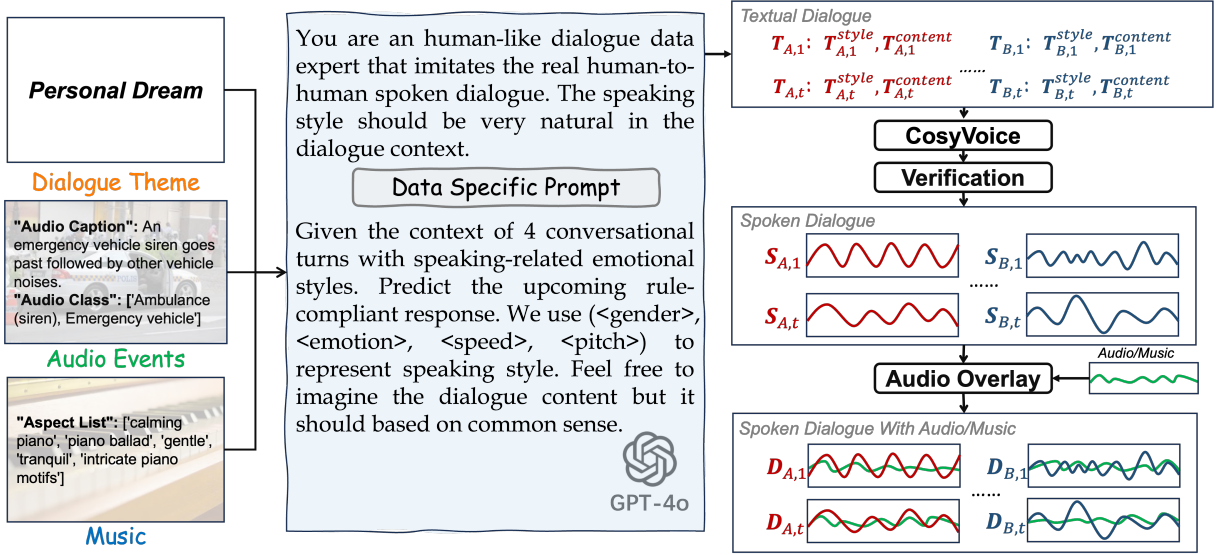 Personal Dream
Dialogue Theme
"Audio Caption": An
emergency vehicle siren goes
past followed by other vehicle
noises.
"Audio Class": ['Ambulance
(siren), Emergency vehicle']
Audio Events
"Aspect List": ['calming
piano', 'piano ballad', 'gentle',
'tranquil', 'intricate piano
motifs']
Music
You are an human-like dialogue data
expert that imitates the real human-to-
human spoken dialogue. The speaking
style should be very natural in the
dialogue context.
Data Specific Prompt
Given the context of 4 conversational
turns with speaking-related emotional
styles. Predict the upcoming rule-
compliant response. We use (<gender>,
<emotion>, <speed>, <pitch>) to
represent speaking style. Feel free to
imagine the dialogue content but it
should based on common sense.
GPT-4o
Textual Dialogue
T_{A,1}: T_{A,1}^{style}, T_{A,1}^{content} T_{B,1}: T_{B,1}^{style}, T_{B,1}^{content}
......
T_{A,t}: T_{A,t}^{style}, T_{A,t}^{content} T_{B,t}: T_{B,t}^{style}, T_{B,t}^{content}
CosyVoice
Verification
Spoken Dialogue
S_{A,1} S_{B,1}
......
S_{A,t} S_{B,t}
Audio/Music
Audio Overlay
Spoken Dialogue With Audio/Music
D_{A,1} D_{B,1}
......
D_{A,t} D_{B,t}